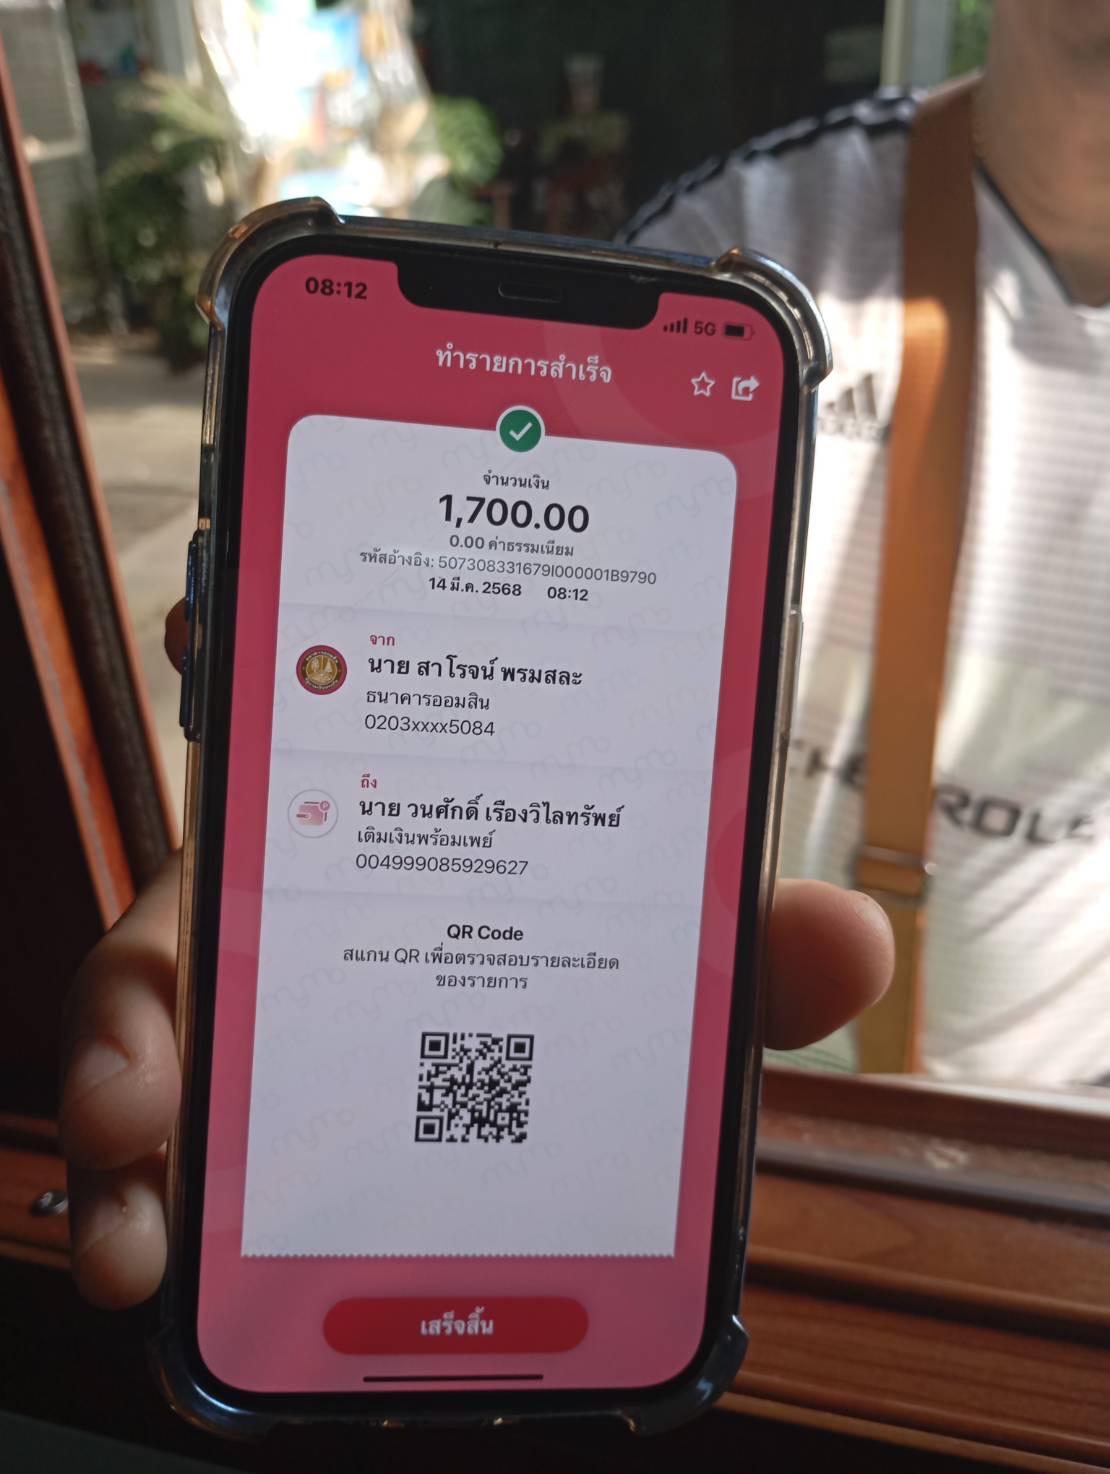 08:12
5G
ทำรายการสำเร็จ
จำนวนเงิน
1,700.00
0.00 ค่าธรรมเนียม
รหัสอ้างอิง: 507308331679I000001B9790
14 มี.ค. 2568 08:12
จาก
นาย สาโรจน์ พรมสละ
ธนาคารออมสิน
0203xxxx5084
ถึง
นาย วนศักดิ์ เรืองวิไลทรัพย์
เติมเงินพร้อมเพย์
004999085929627
QR Code
สแกน QR เพื่อตรวจสอบรายละเอียด
ของรายการ
เสร็จสิ้น